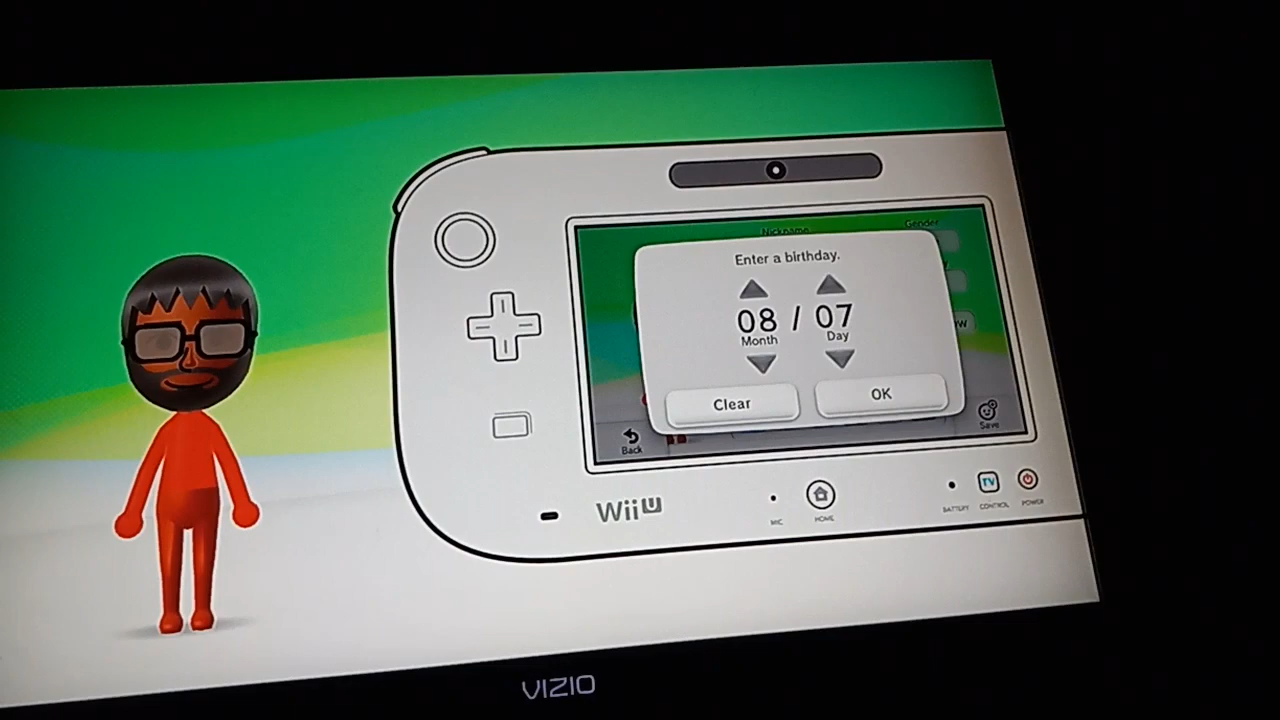 Nickname
Gender
Enter a birthday.
08 / 07
Month Day
Clear OK
Back
Save
WiiU
MIC
HOME
BATTERY
TV
CONTROL
POWER
VIZIO